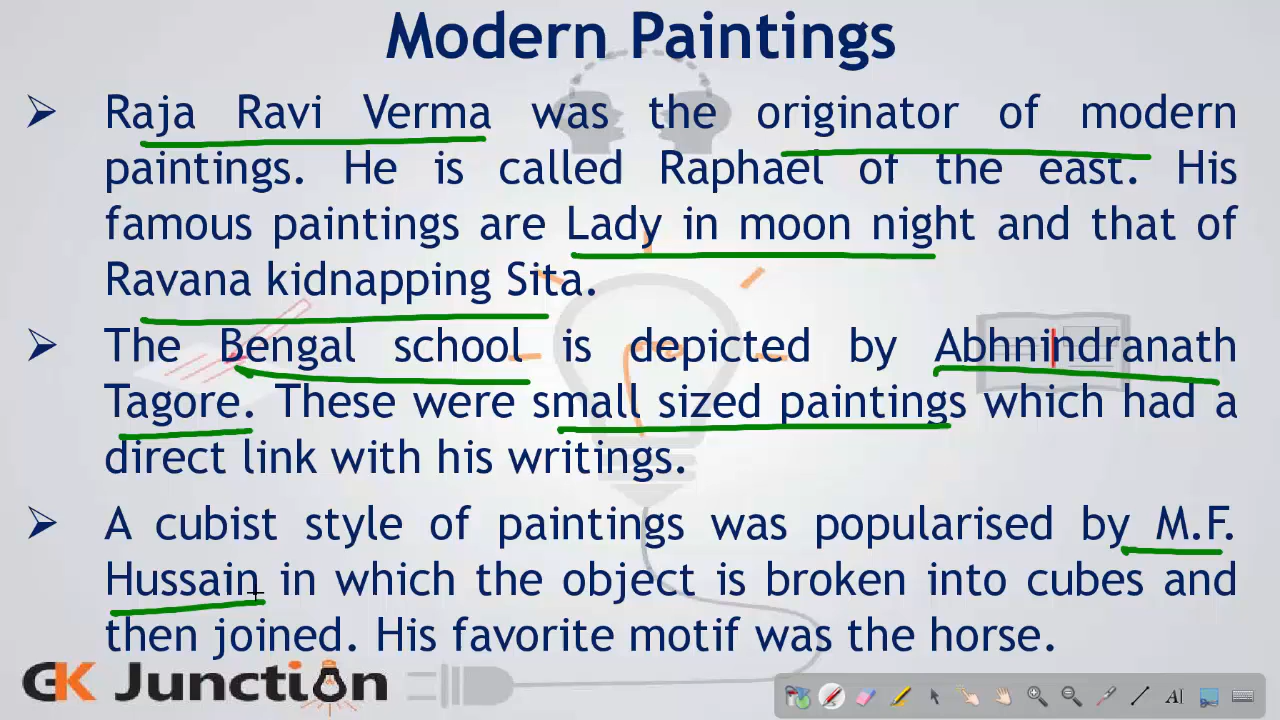 Modern Paintings
➢ Raja Ravi Verma was the originator of modern
paintings. He is called Raphael of the east. His
famous paintings are Lady in moon night and that of
Ravana kidnapping Sita.
➢ The Bengal school is depicted by Abhnindranath
Tagore. These were small sized paintings which had a
direct link with his writings.
➢ A cubist style of paintings was popularised by M.F.
Hussain in which the object is broken into cubes and
then joined. His favorite motif was the horse.
GK Junction
A